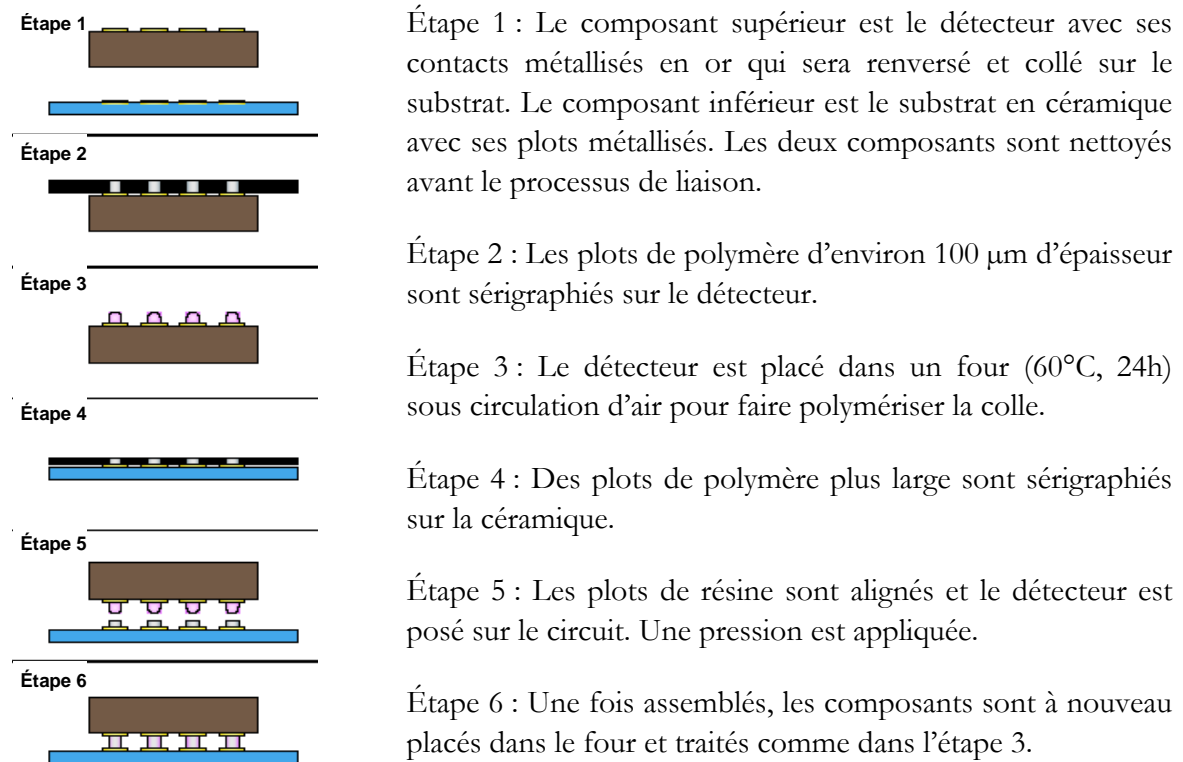 Étape 1
Étape 1 : Le composant supérieur est le détecteur avec ses
contacts métallisés en or qui sera renversé et collé sur le
substrat. Le composant inférieur est le substrat en céramique
avec ses plots métallisés. Les deux composants sont nettoyés
avant le processus de liaison.
Étape 2
Étape 2 : Les plots de polymère d'environ 100 μm d'épaisseur
sont sérigraphiés sur le détecteur.
Étape 3
Étape 3 : Le détecteur est placé dans un four (60°C, 24h)
sous circulation d'air pour faire polymériser la colle.
Étape 4
Étape 4 : Des plots de polymère plus large sont sérigraphiés
sur la céramique.
Étape 5
Étape 5 : Les plots de résine sont alignés et le détecteur est
posé sur le circuit. Une pression est appliquée.
Étape 6
Étape 6 : Une fois assemblés, les composants sont à nouveau
placés dans le four et traités comme dans l'étape 3.